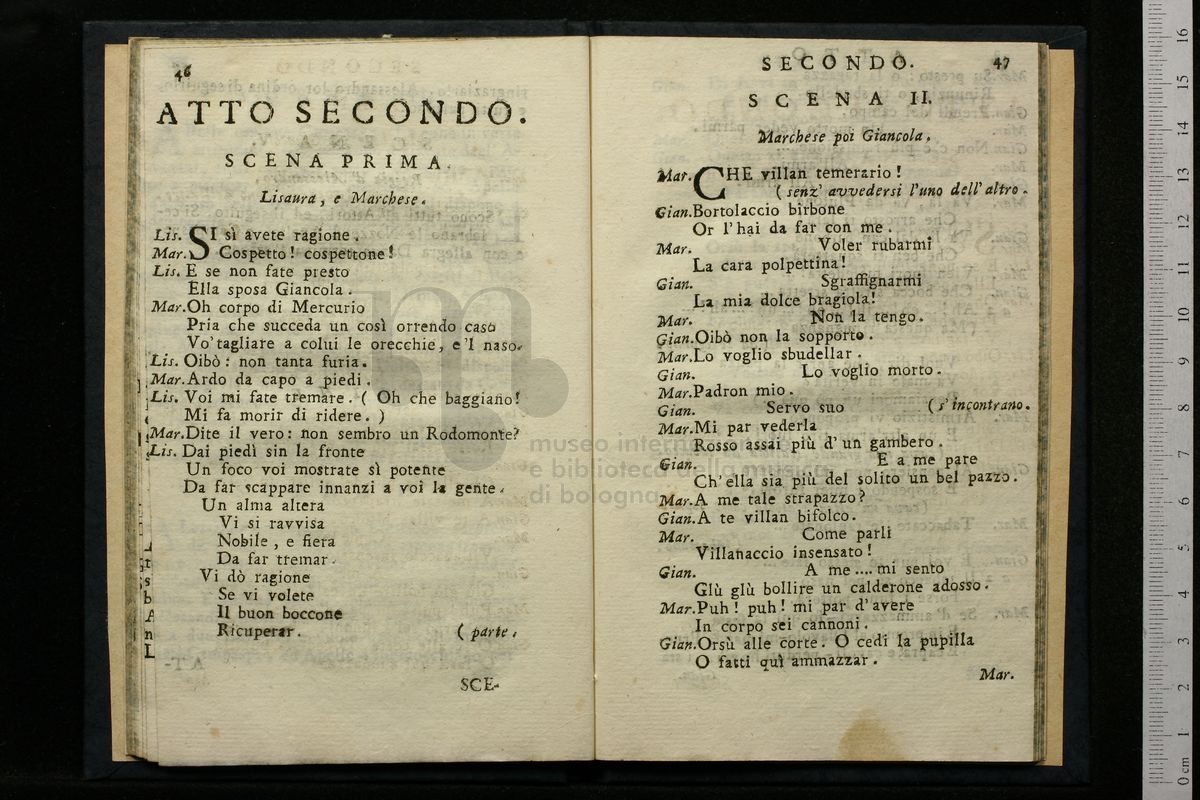 46
ATTO SECONDO.
SCENA PRIMA.
Lisaura, e Marchese.
Lis. SI sì avete ragione.
Mar. Cospetto! cospettone!
Lis. E se non fate presto
Ella sposa Giancola.
Mar. Oh corpo di Mercurio
Pria che succeda un così orrendo caso
Vo' tagliare a colui le orecchie, e 'l naso.
Lis. Oibò: non tanta furia.
Mar. Ardo da capo a piedi.
Lis. Voi mi fate tremare. ( Oh che baggiano!
Mi fa morir di ridere. )
Mar. Dite il vero: non sembro un Rodomonte?
Lis. Dai piedi sin la fronte
Un foco voi mostrate sì potente
Da far scappare innanzi a voi la gente.
Un alma altera
Vi si ravvisa
Nobile, e fiera
Da far tremar.
Vi dò ragione
Se vi volete
Il buon boccone
Ricuperar. ( parte.
SCE-
SECONDO. 47
SCENA II.
Marchese poi Giancola.
Mar. CHE villan temerario!
( senz' avvedersi l'uno dell' altro.
Gian. Bortolaccio birbone
Or l'hai da far con me.
Mar. Voler rubarmi
La cara polpettina!
Gian. Sgraffignarmi
La mia dolce bragiola!
Mar. Non la tengo.
Gian. Oibò non la sopporto.
Mar. Lo voglio sbudellar.
Gian. Lo voglio morto.
Mar. Padron mio.
Gian. Servo suo ( s'incontrano.
Mar. Mi par vederla
Rosso assai più d' un gambero.
Gian. E a me pare
Ch' ella sia più del solito un bel pazzo.
Mar. A me tale strapazzo?
Gian. A te villan bifolco.
Mar. Come parli
Villanaccio insensato!
Gian. A me .... mi sento
Glù glù bollire un calderone adosso.
Mar. Puh! puh! mi par d'avere
In corpo sei cannoni.
Gian. Orsù alle corte. O cedi la pupilla
O fatti quì ammazzar.
Mar.
museo internazionale
e biblioteca della musica
di bologna